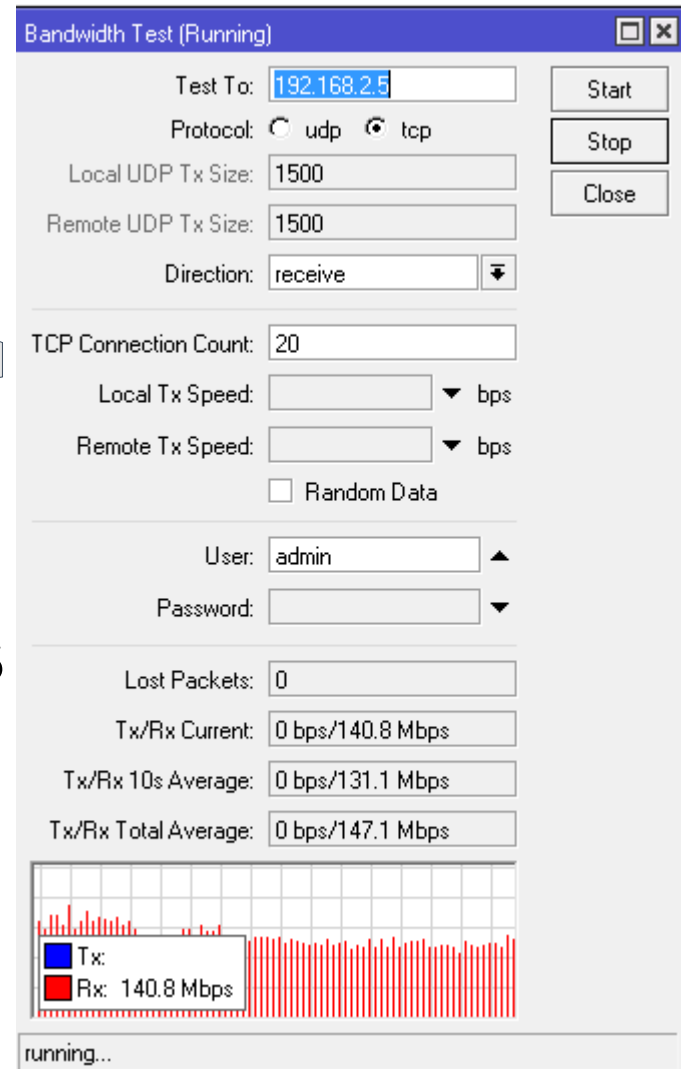 Bandwidth Test (Running)
Test To: 192.168.2.5 Start
Protocol: udp tcp Stop
Local UDP Tx Size: 1500 Close
Remote UDP Tx Size: 1500
Direction: receive
TCP Connection Count: 20
Local Tx Speed: bps
Remote Tx Speed: bps
Random Data
User: admin
Password:
Lost Packets: 0
Tx/Rx Current: 0 bps/140.8 Mbps
Tx/Rx 10s Average: 0 bps/131.1 Mbps
Tx/Rx Total Average: 0 bps/147.1 Mbps
Tx:
Rx: 140.8 Mbps
running...